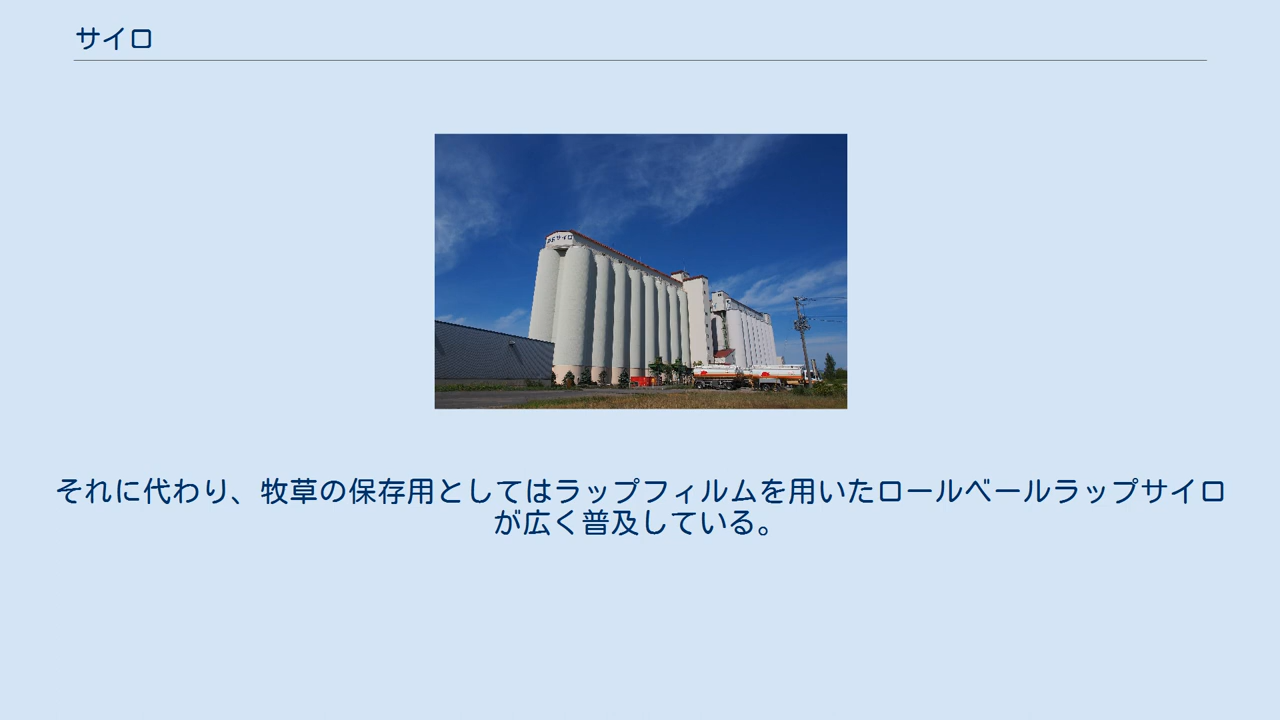 サイロ
それに代わり、牧草の保存用としてはラップフィルムを用いたロールベールラップサイロ
が広く普及している。